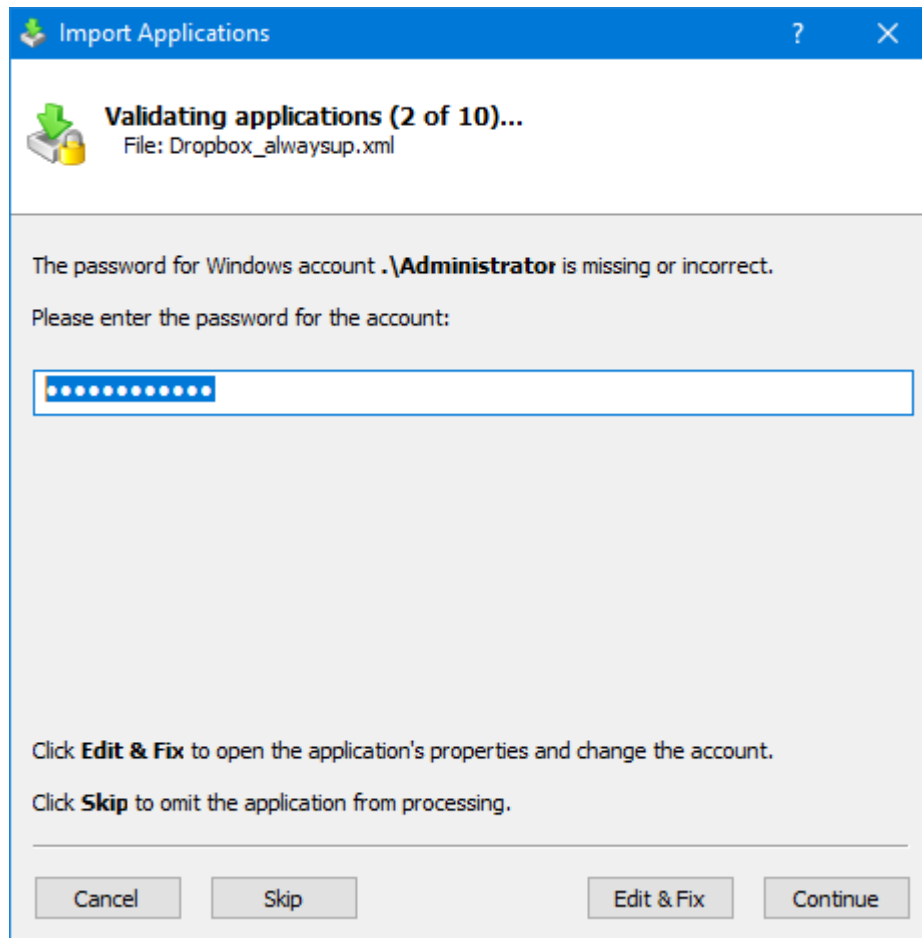 Import Applications ?
Validating applications (2 of 10)...
File: Dropbox_alwaysup.xml
The password for Windows account .\Administrator is missing or incorrect.
Please enter the password for the account:
●●●●●●●●●●●●
Click Edit & Fix to open the application's properties and change the account.
Click Skip to omit the application from processing.
Cancel Skip Edit & Fix Continue